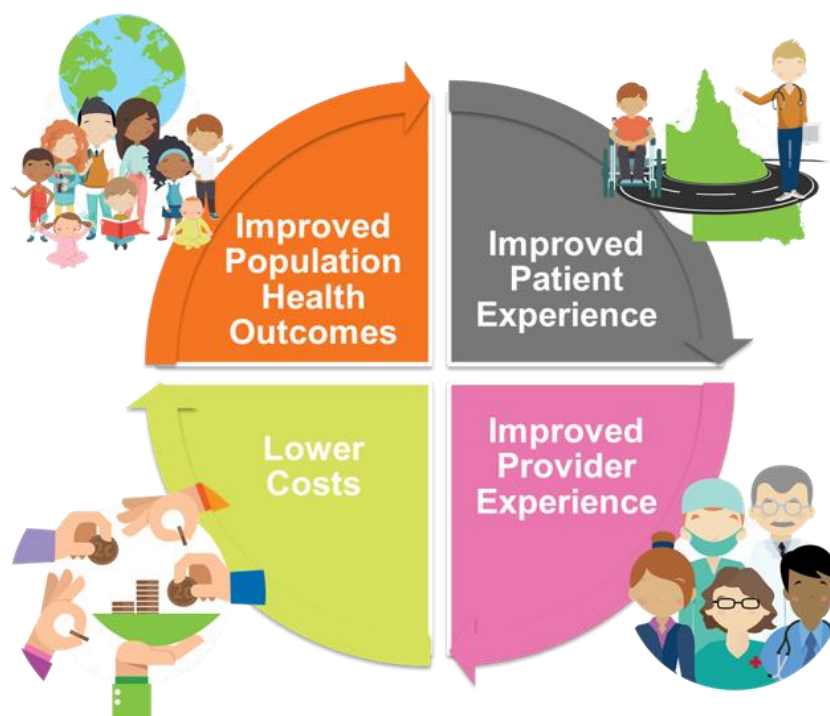 Improved
Population
Health
Outcomes
Improved
Patient
Experience
Lower
Costs
Improved
Provider
Experience